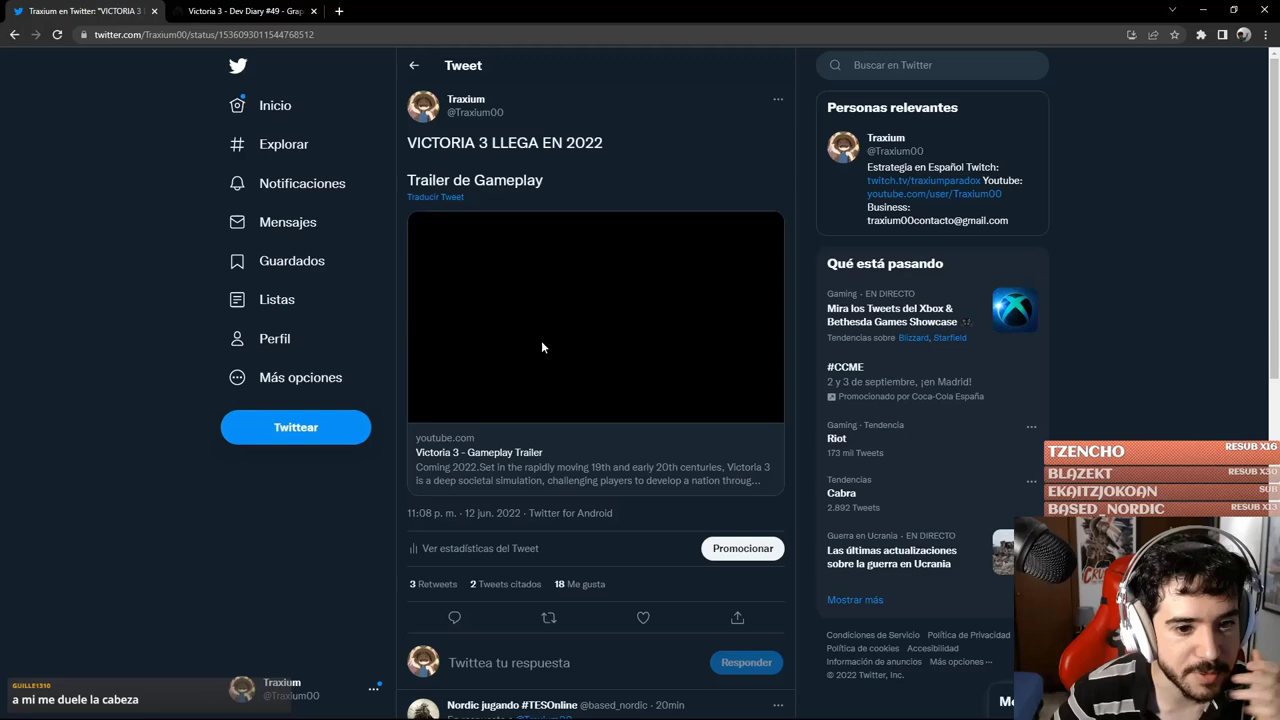 Traxium en Twitter: "VICTORIA 3
Victoria 3 - Dev Diary #49 - Grap
twitter.com/Traxium00/status/1536093011544768512
Inicio
Explorar
Notificaciones
Mensajes
Guardados
Listas
Perfil
Más opciones
Twittear
Traxium
@Traxium00
GUILLE1310
a mi me duele la cabeza
Tweet
Traxium
@Traxium00
VICTORIA 3 LLEGA EN 2022
Trailer de Gameplay
Traducir Tweet
youtube.com
Victoria 3 - Gameplay Trailer
Coming 2022.Set in the rapidly moving 19th and early 20th centuries, Victoria 3
is a deep societal simulation, challenging players to develop a nation throug...
11:08 p. m. · 12 jun. 2022 · Twitter for Android
Ver estadísticas del Tweet
Promocionar
3 Retweets 2 Tweets citados 18 Me gusta
Twittea tu respuesta
Responder
Nordic jugando #TESOnline @based_nordic · 20min
Buscar en Twitter
Personas relevantes
Traxium
@Traxium00
Estrategia en Español Twitch:
twitch.tv/traxiumparadox Youtube:
youtube.com/user/Traxium00
Business:
traxium00contacto@gmail.com
Qué está pasando
Gaming · EN DIRECTO
Mira los Tweets del Xbox &
Bethesda Games Showcase
Tendencias sobre Blizzard, Starfield
#CCME
2 y 3 de septiembre, ¡en Madrid!
Promocionado por Coca-Cola España
Gaming · Tendencia
Riot
173 mil Tweets
Tendencias
Cabra
2.892 Tweets
Guerra en Ucrania · EN DIRECTO
Las últimas actualizaciones
sobre la guerra en Ucrania
Mostrar más
Condiciones de Servicio Política de Privacidad
Política de cookies Accesibilidad
Información de anuncios Más opciones
© 2022 Twitter, Inc.
TZENCHO RESUB X16
BLAZEKT RESUB X30
EKAITZJOKOAN SUB
BASED_NORDIC RESUB X13